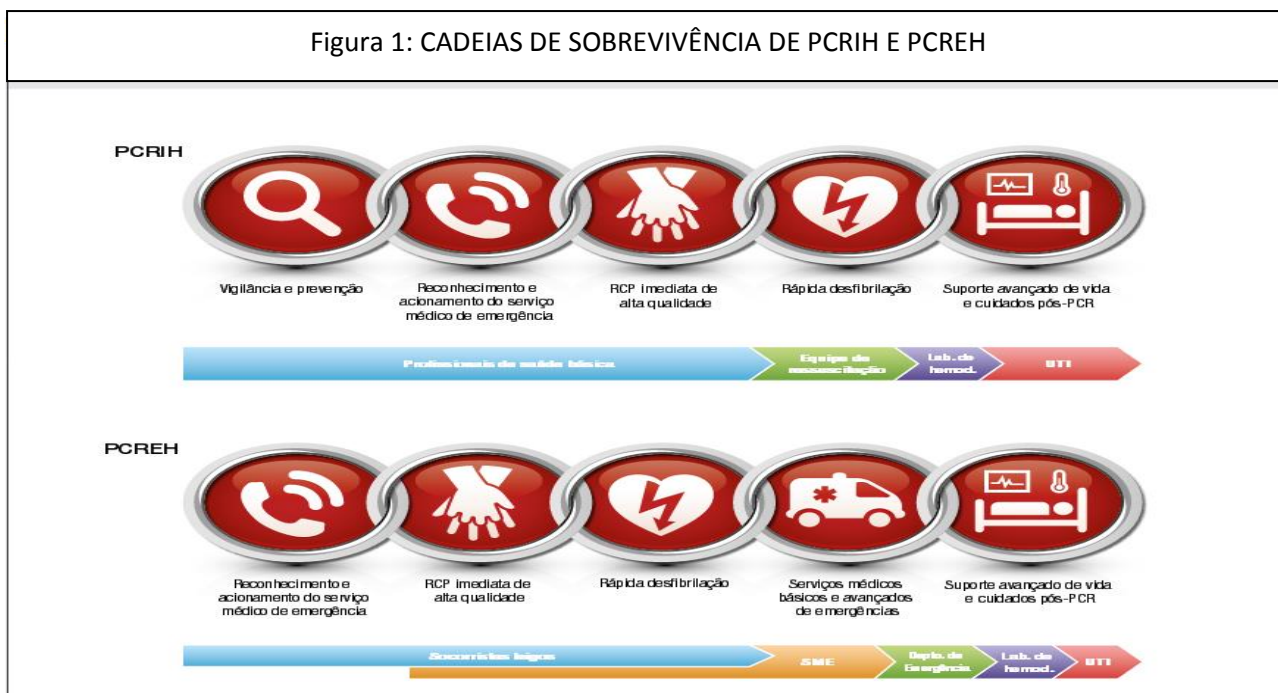 Figura 1: CADEIAS DE SOBREVIVÊNCIA DE PCRIH E PCREH
PCRIH
Vigilância e prevenção
Reconhecimento e
acionamento do serviço
médico de emergência
RCP imediata de
alta qualidade
Rápida desfibrilação
Suporte avançado de vida
e cuidados pós-PCR
Profissionais de saúde básica
Equipe de
ressuscitação
Lab. de
hemod.
UTI
PCREH
Reconhecimento e
acionamento do serviço
médico de emergência
RCP imediata de
alta qualidade
Rápida desfibrilação
Serviços médicos
básicos e avançados
de emergências
Suporte avançado de vida
e cuidados pós-PCR
Socorristas leigos
SME
Depto. de
Emergência
Lab. de
hemod.
UTI